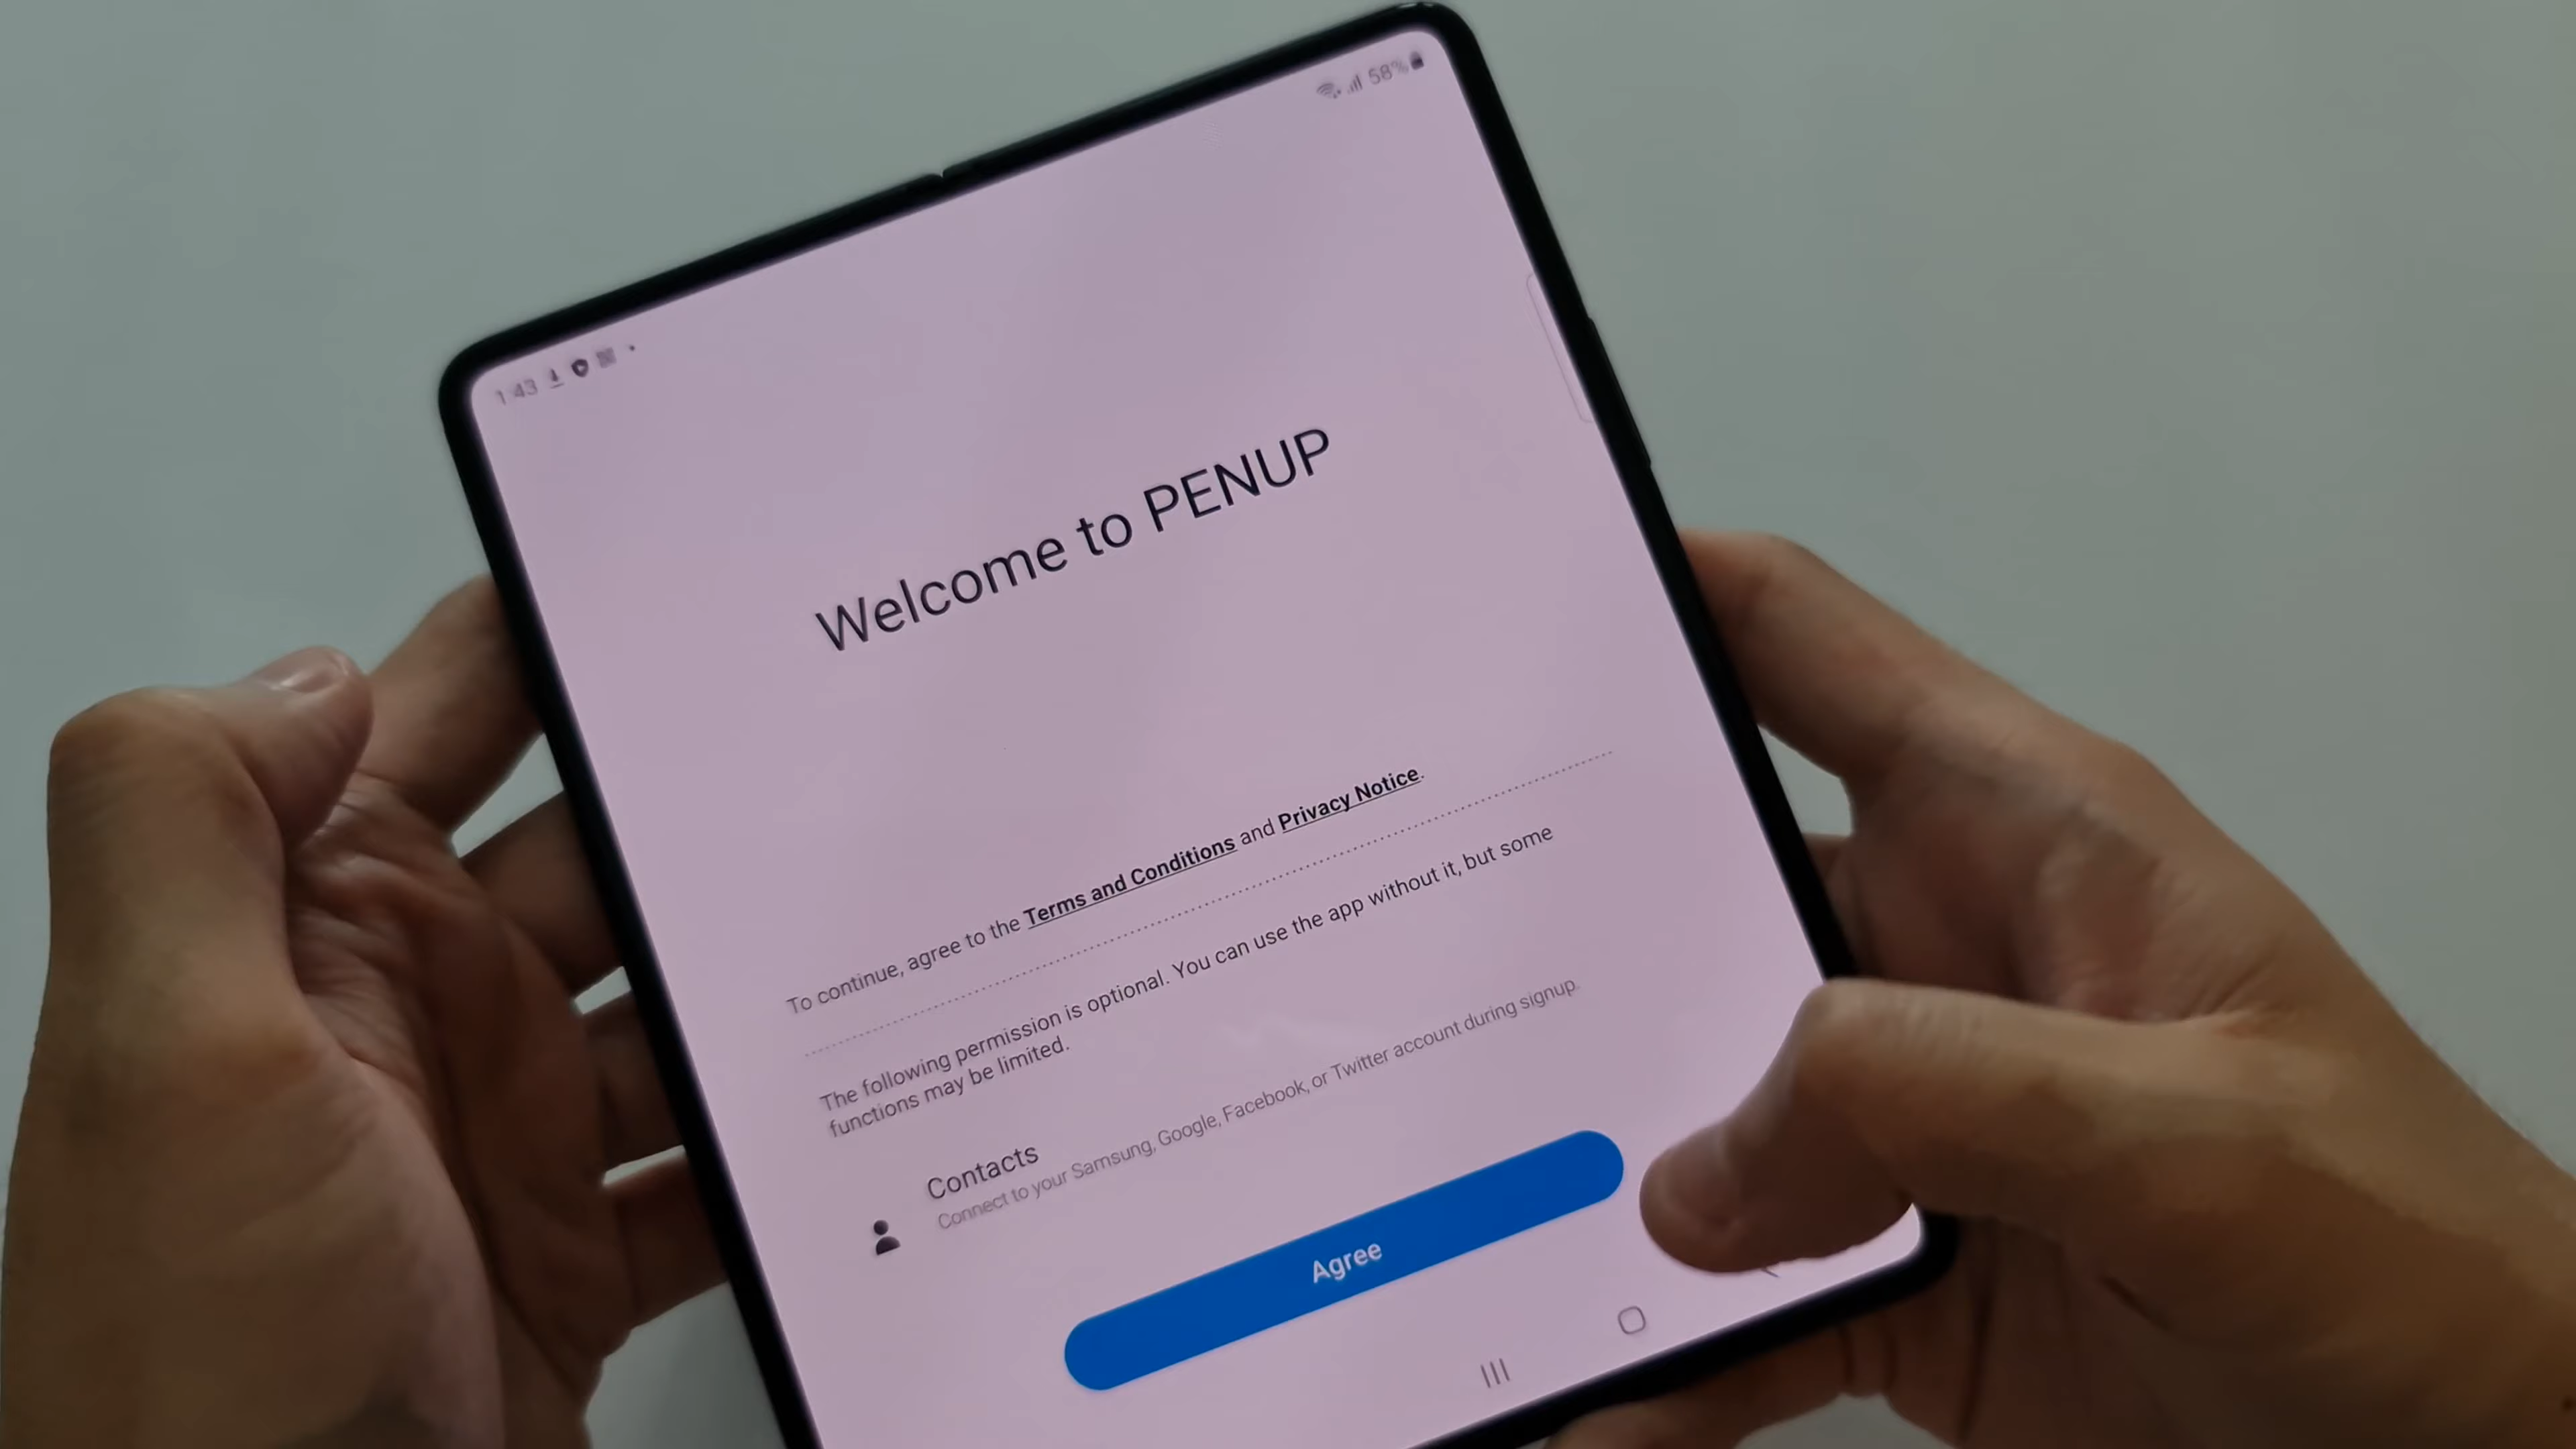 1:43
58%
Welcome to PENUP
To continue, agree to the Terms and Conditions and Privacy Notice.
The following permission is optional. You can use the app without it, but some
functions may be limited.
Contacts
Connect to your Samsung, Google, Facebook, or Twitter account during signup.
Agree